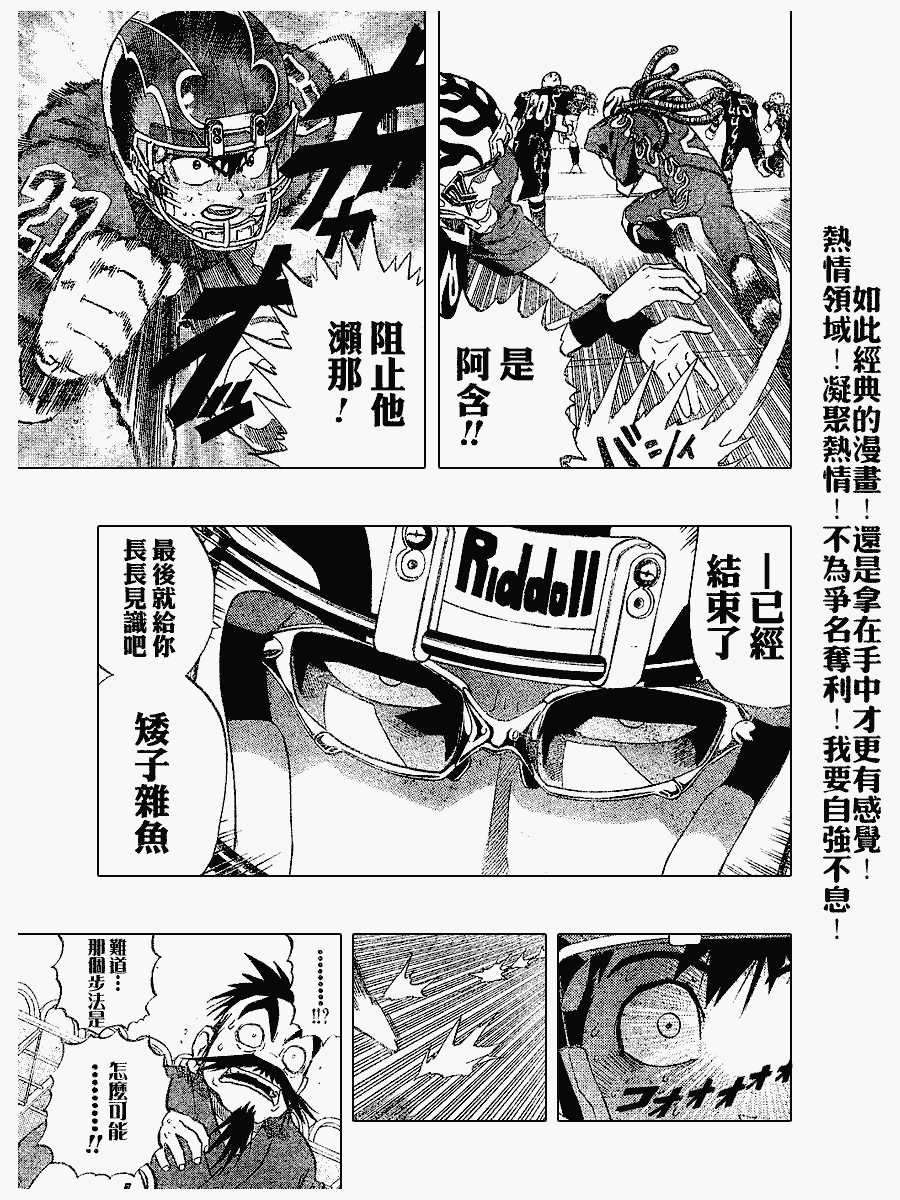 是
阿含!!
バシィ
20
阻止他
瀨那!
21
—已經
結束了
Riddoll
最後就給你
長長見識吧
矮子雜魚
コオオオオオ
………!!?
難道…
那個步法是
………怎麼可能!!
如此經典的漫畫!還是拿在手中才更有感覺!
熱情領域!凝聚熱情!不為爭名奪利!我要自強不息!